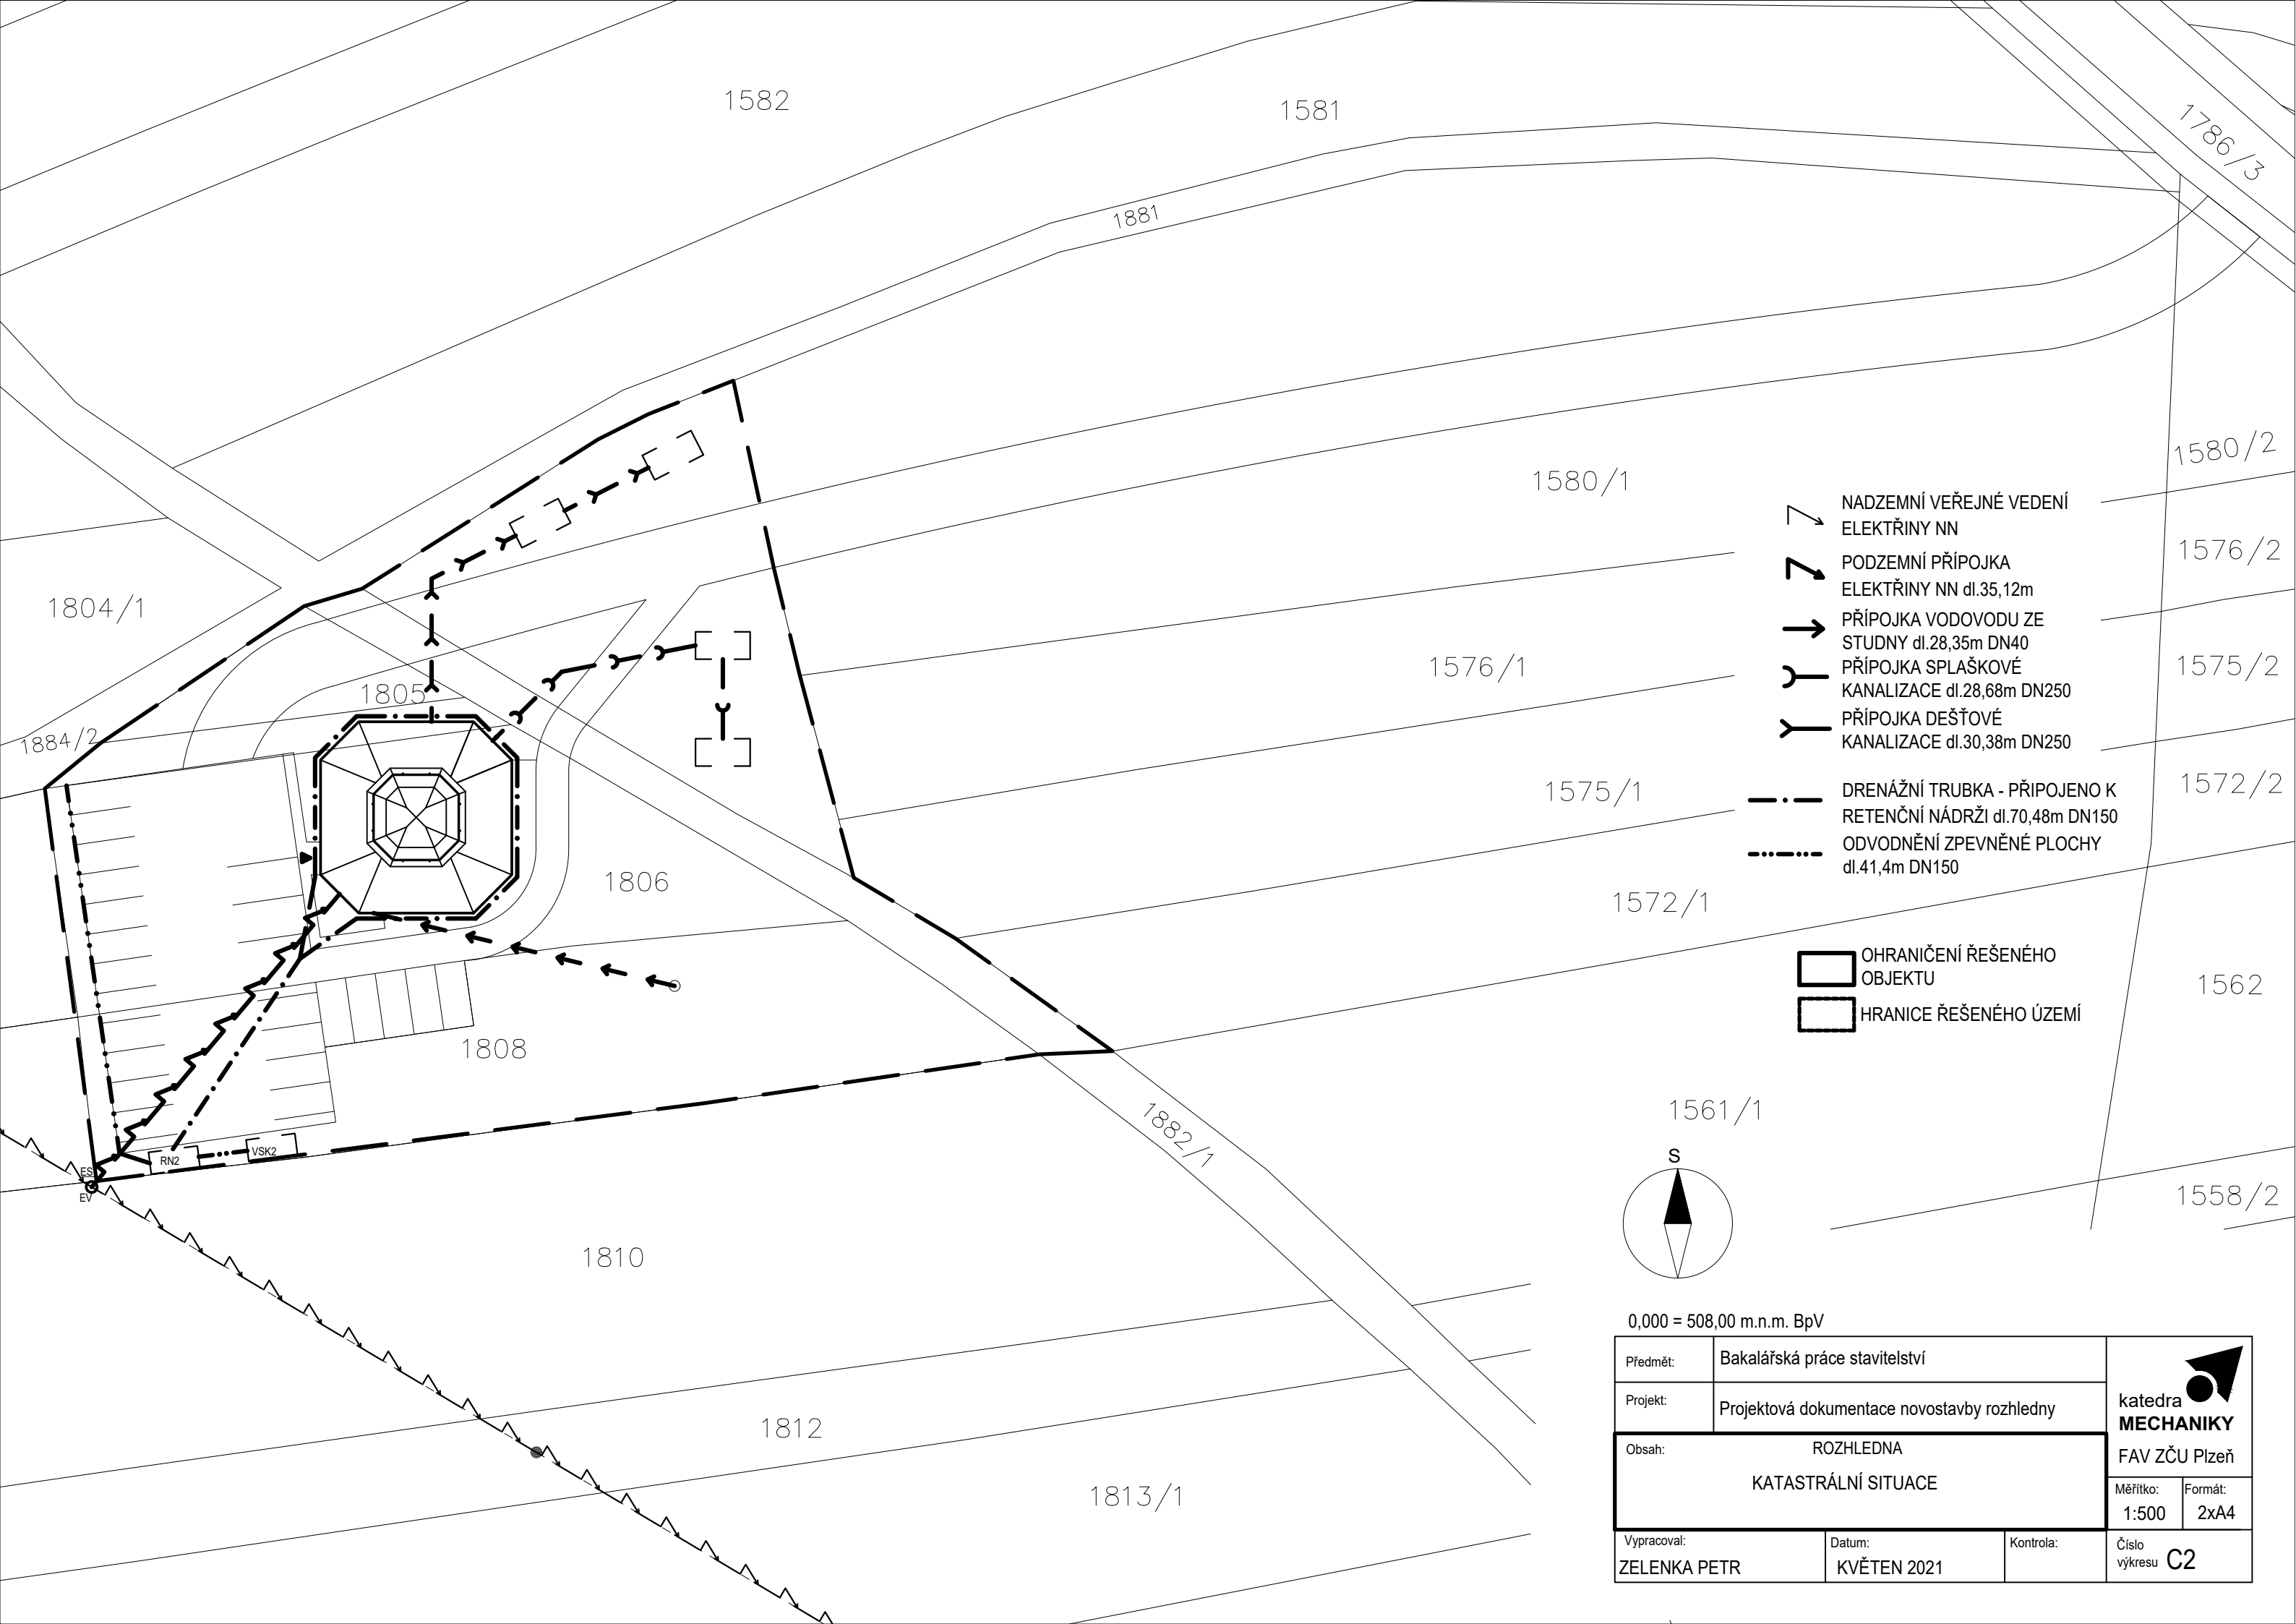 1582
1581
1786/3
1881
1580/1
1580/2
1576/2
1804/1
1576/1
1575/2
1805
1884/2
1575/1
1572/2
1806
1572/1
1562
1808
1561/1
1882/1
1558/2
RN2
VSK2
ES
EV
1810
1812
1813/1
NADZEMNÍ VEŘEJNÉ VEDENÍ
ELEKTŘINY NN
PODZEMNÍ PŘÍPOJKA
ELEKTŘINY NN dl.35,12m
PŘÍPOJKA VODOVODU ZE
STUDNY dl.28,35m DN40
PŘÍPOJKA SPLAŠKOVÉ
KANALIZACE dl.28,68m DN250
PŘÍPOJKA DEŠŤOVÉ
KANALIZACE dl.30,38m DN250
DRENÁŽNÍ TRUBKA - PŘIPOJENO K
RETENČNÍ NÁDRŽI dl.70,48m DN150
ODVODNĚNÍ ZPEVNĚNÉ PLOCHY
dl.41,4m DN150
OHRANIČENÍ ŘEŠENÉHO
OBJEKTU
HRANICE ŘEŠENÉHO ÚZEMÍ
S
0,000 = 508,00 m.n.m. BpV
Předmět:
Bakalářská práce stavitelství
Projekt:
Projektová dokumentace novostavby rozhledny
Obsah:
ROZHLEDNA
KATASTRÁLNÍ SITUACE
katedra
MECHANIKY
FAV ZČU Plzeň
Měřítko:
1:500
Formát:
2xA4
Vypracoval:
ZELENKA PETR
Datum:
KVĚTEN 2021
Kontrola:
Číslo
výkresu C2